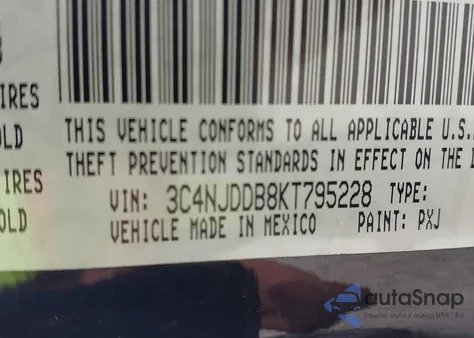 IRES
OLD
THIS VEHICLE CONFORMS TO ALL APPLICABLE U.S.
THEFT PREVENTION STANDARDS IN EFFECT ON THE
IRES
OLD
VIN: 3C4NJDDB8KT795228 TYPE:
VEHICLE MADE IN MEXICO PAINT: PXJ
autaSnap